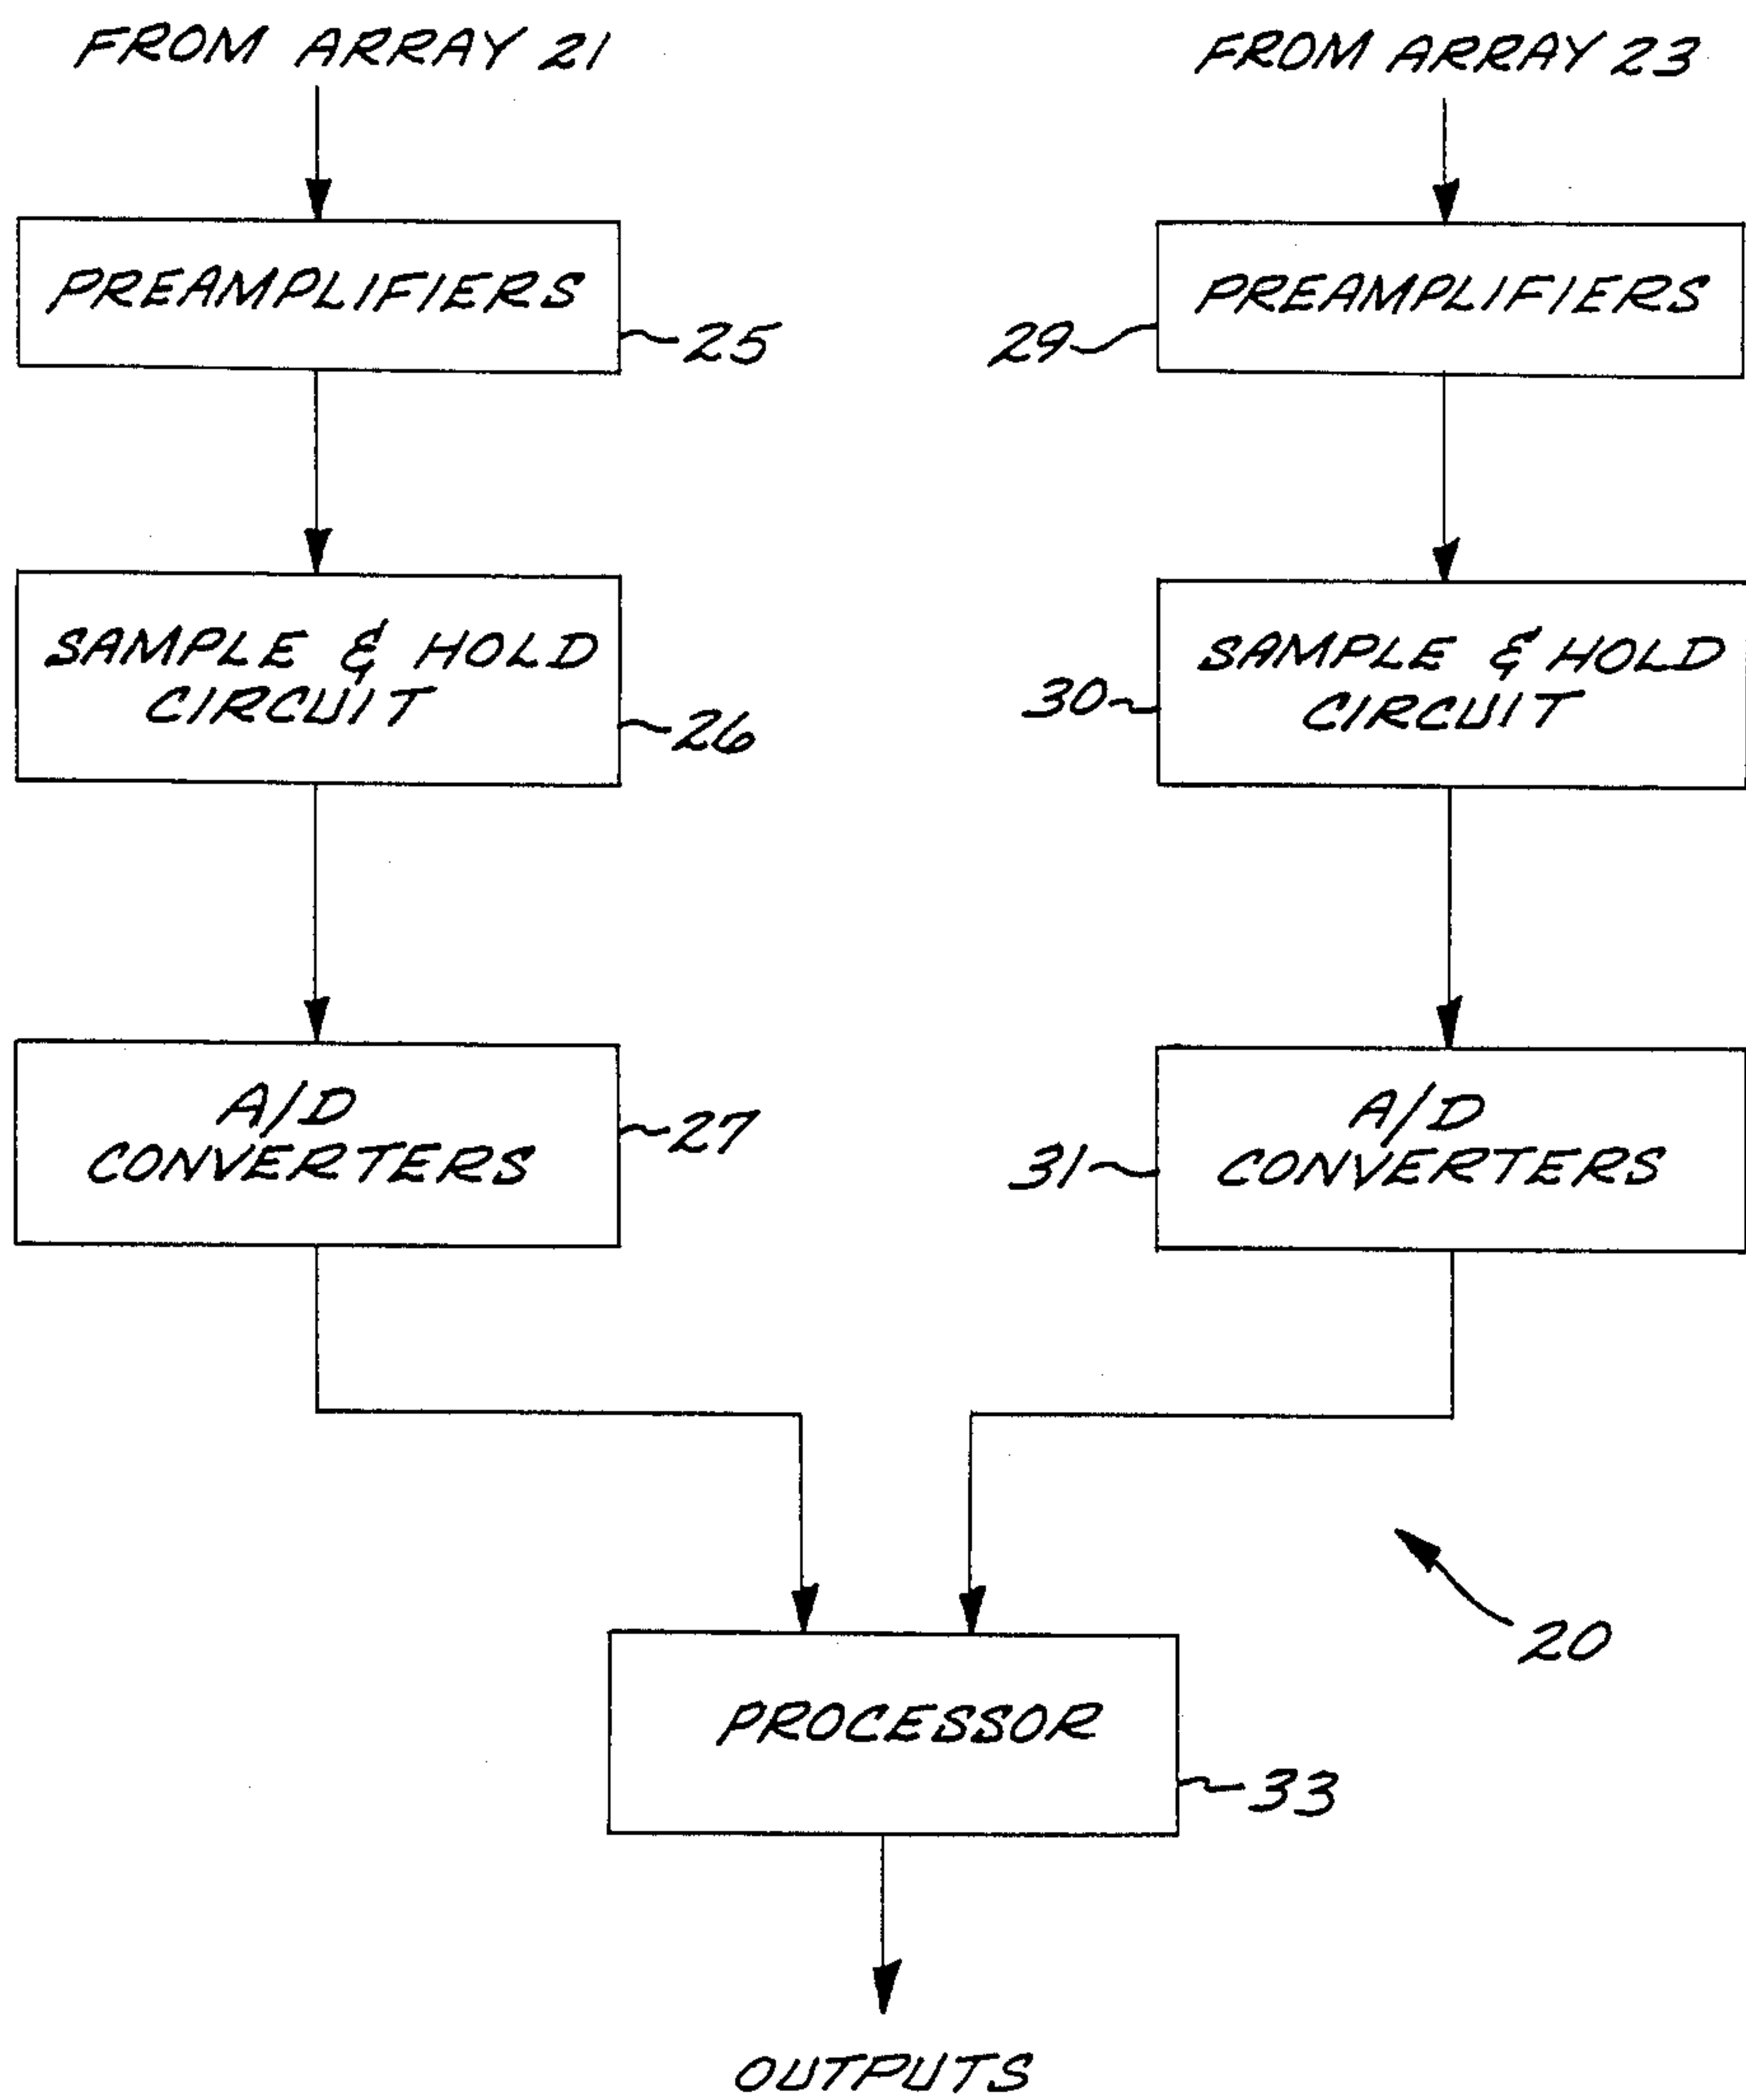 FROM ARRAY 21
FROM ARRAY 23
PREAMPLIFIERS
25
29
PREAMPLIFIERS
SAMPLE & HOLD
CIRCUIT
26
30
SAMPLE & HOLD
CIRCUIT
A/D
CONVERTERS
27
31
A/D
CONVERTERS
20
PROCESSOR
33
OUTPUTS